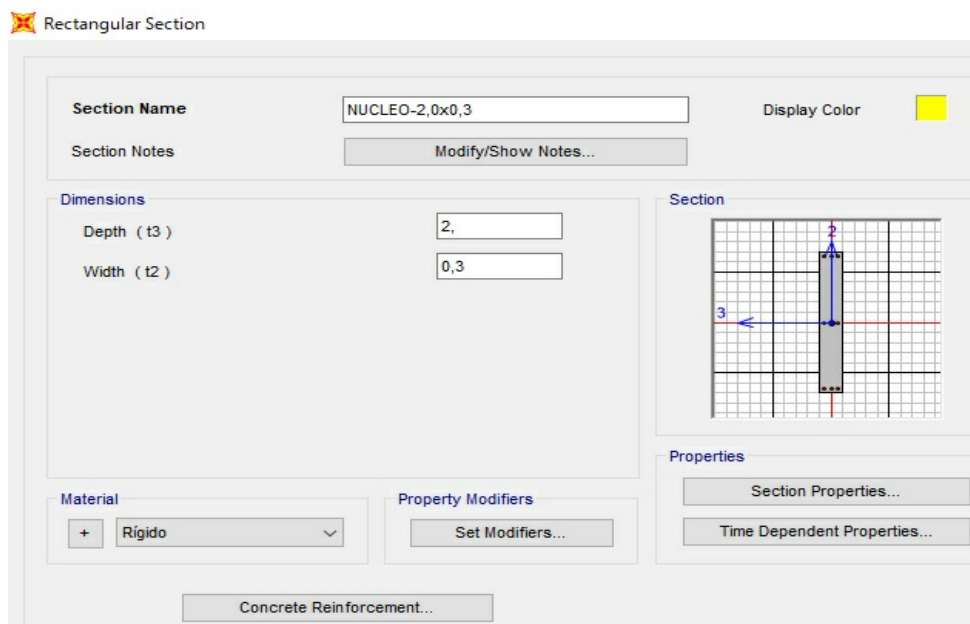 Rectangular Section
Section Name NUCLEO-2,0x0,3 Display Color
Section Notes Modify/Show Notes...
Dimensions
Depth ( t3 ) 2,
Width ( t2 ) 0,3
Section
2
3
Properties
Section Properties...
Time Dependent Properties...
Material
+ Rígido
Property Modifiers
Set Modifiers...
Concrete Reinforcement...